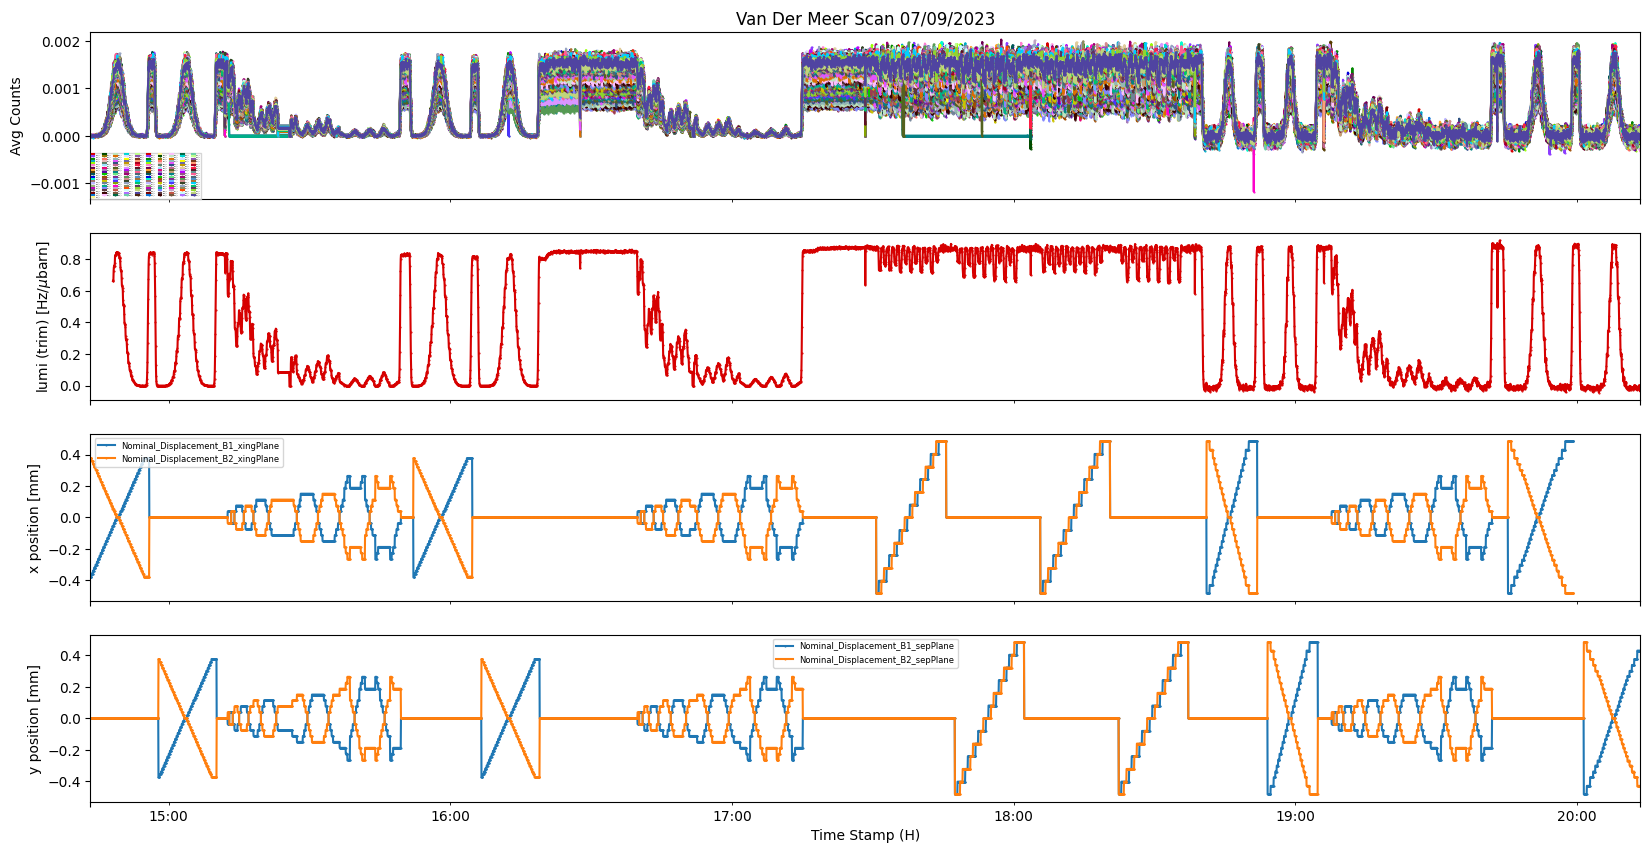 Van Der Meer Scan 07/09/2023
Avg Counts
0.002
0.001
0.000
−0.001
lumi (trim) [Hz/μbarn]
0.8
0.6
0.4
0.2
0.0
x position [mm]
0.4
0.2
0.0
−0.2
−0.4
Nominal_Displacement_B1_xingPlane
Nominal_Displacement_B2_xingPlane
y position [mm]
0.4
0.2
0.0
−0.2
−0.4
Nominal_Displacement_B1_sepPlane
Nominal_Displacement_B2_sepPlane
15:00 16:00 17:00 18:00 19:00 20:00
Time Stamp (H)